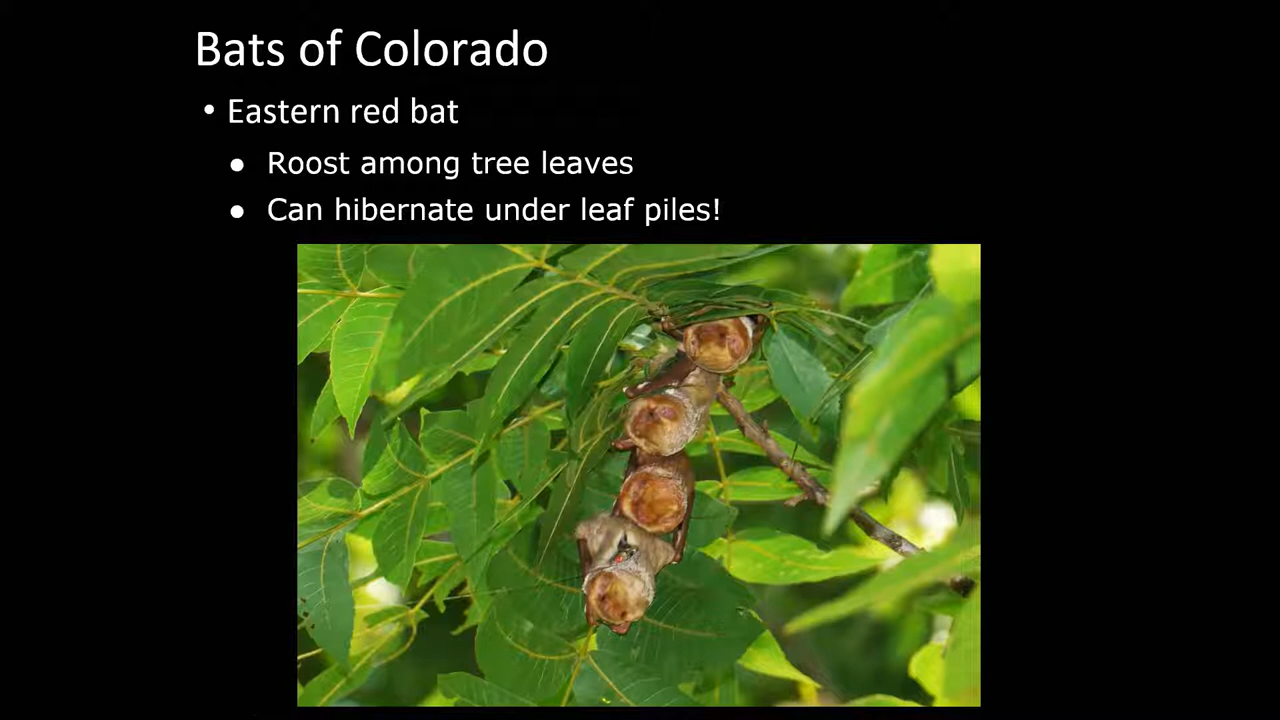 Bats of Colorado
• Eastern red bat
● Roost among tree leaves
● Can hibernate under leaf piles!